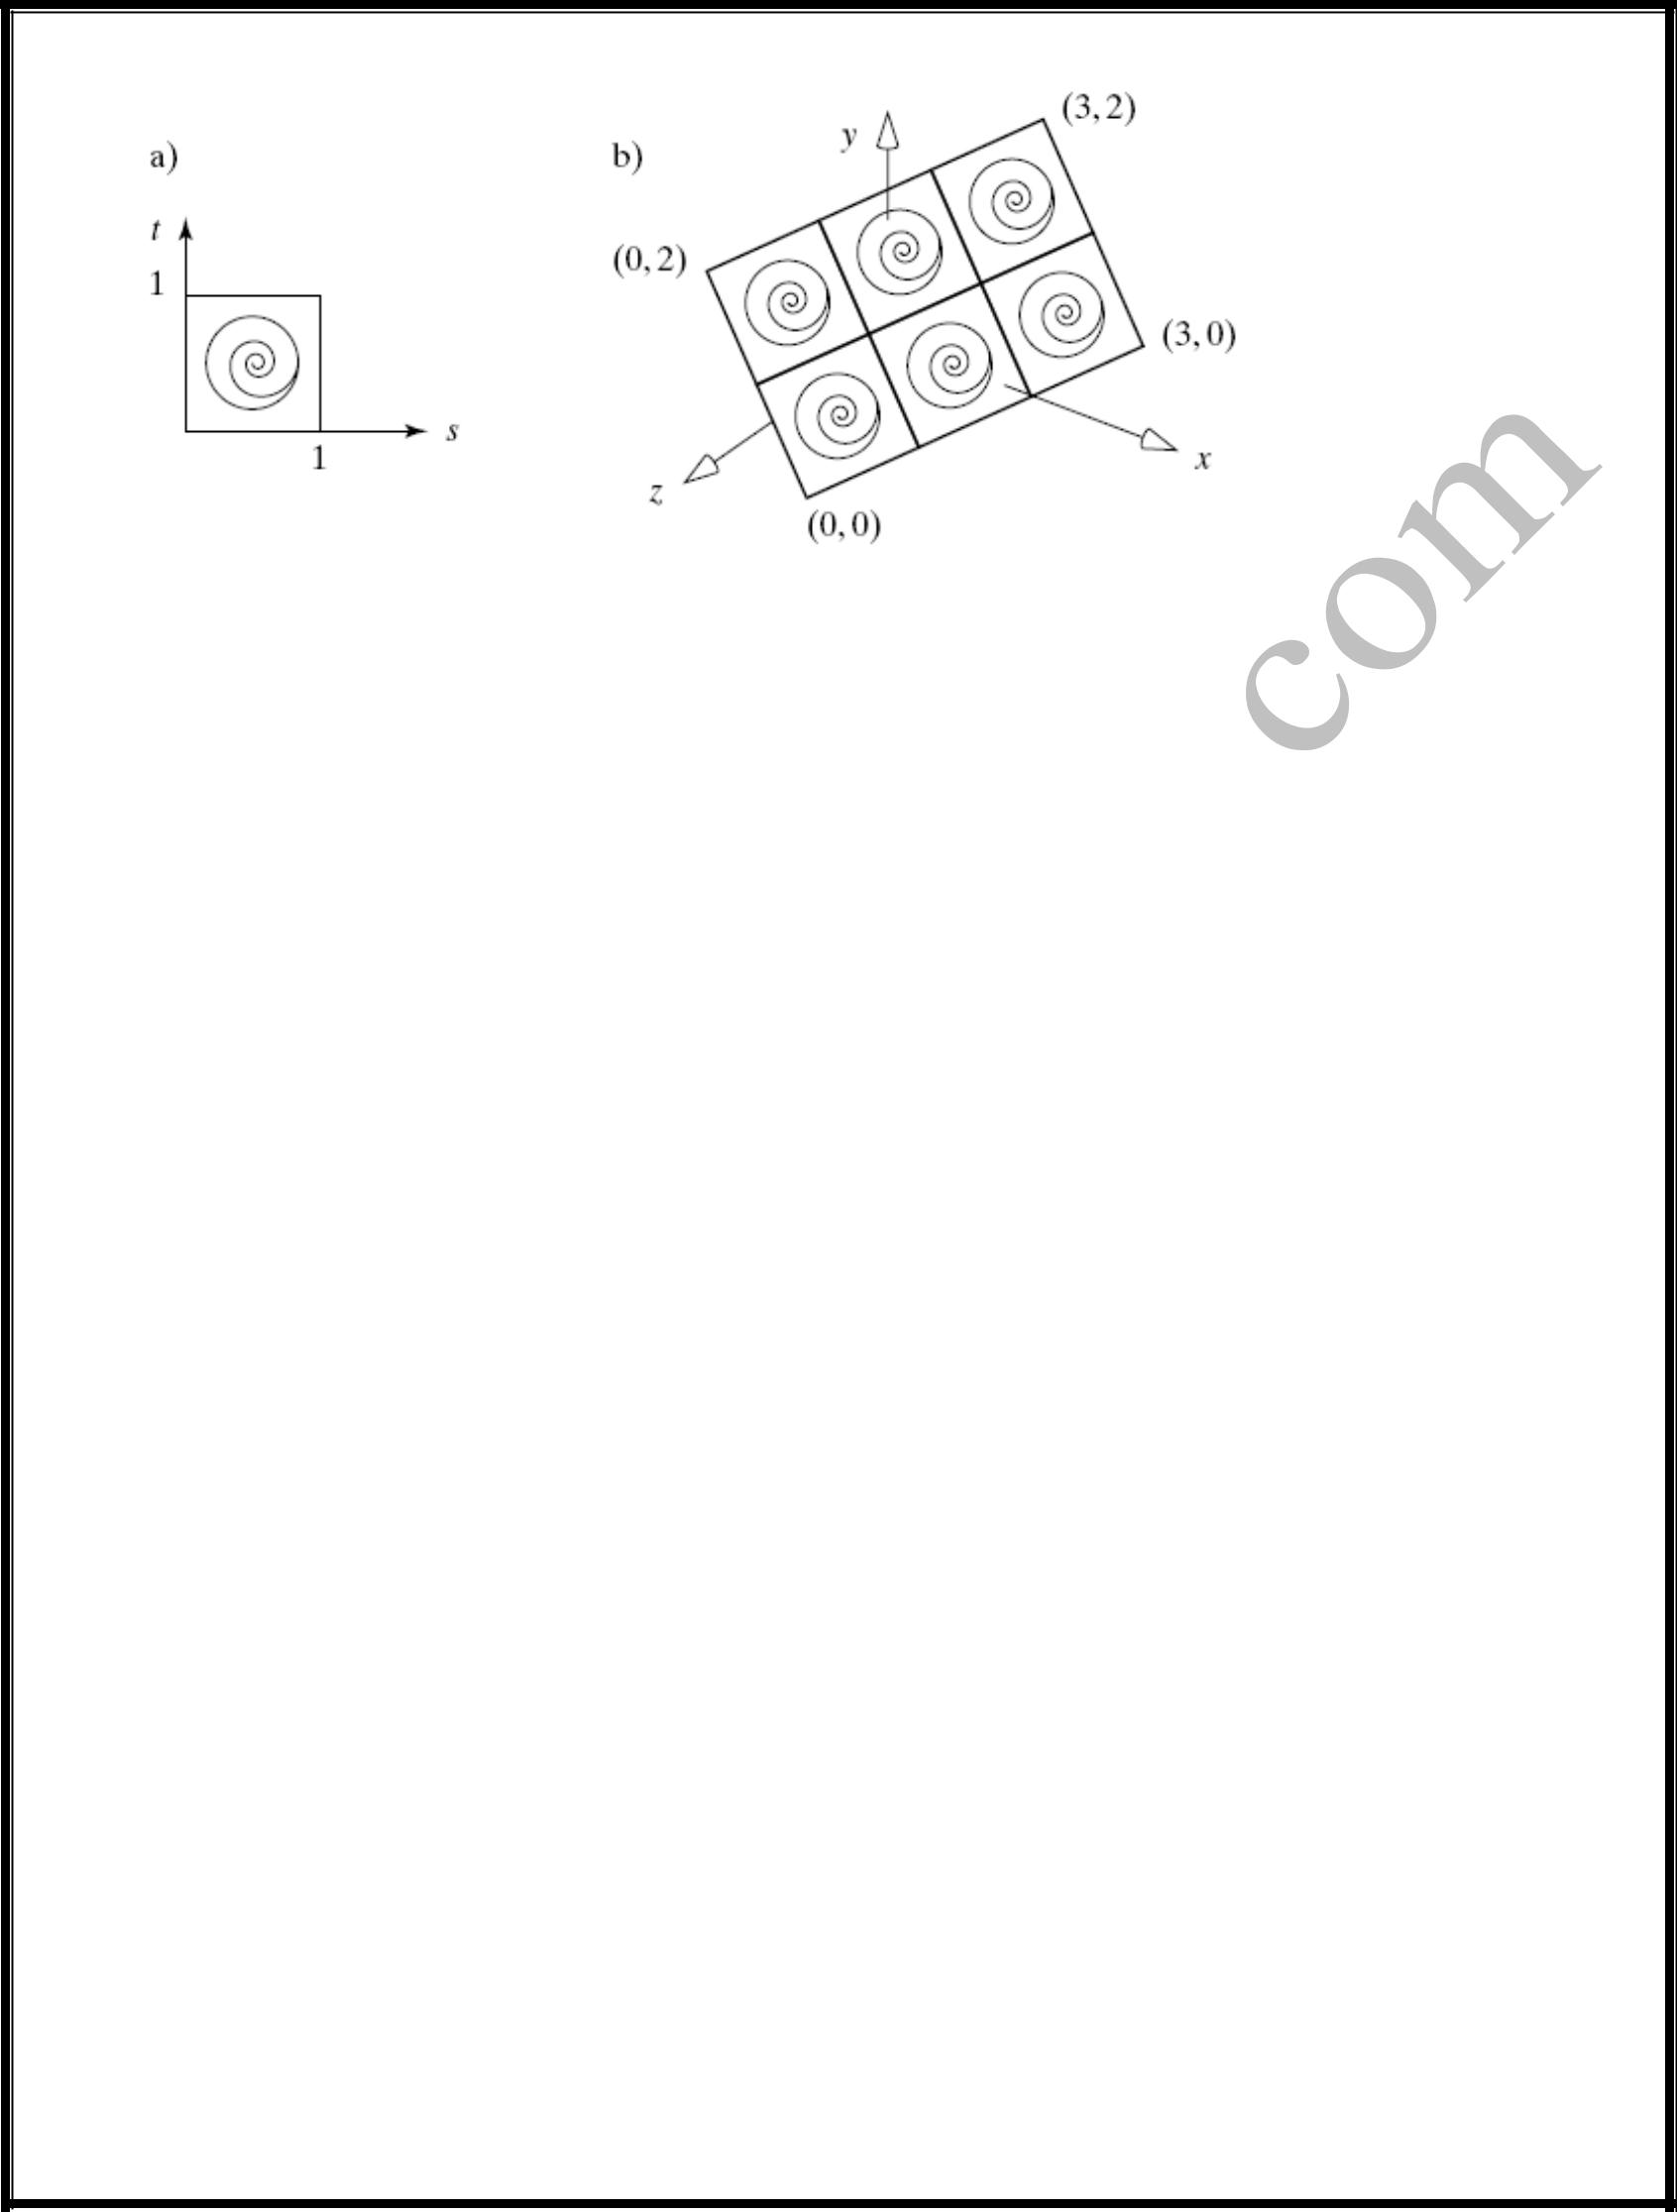 a)
t
1
s
1
b)
y
(3, 2)
(0, 2)
(3, 0)
z
x
(0, 0)
com